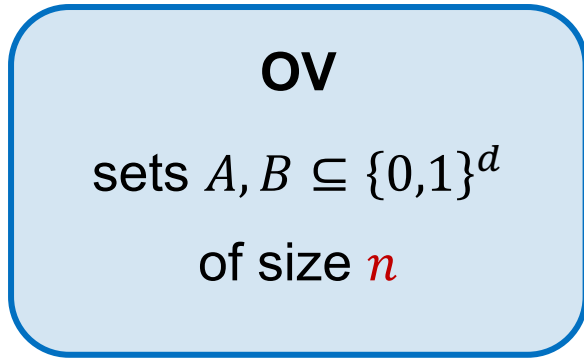 OV
sets A, B ⊆ {0,1}^d
of size n